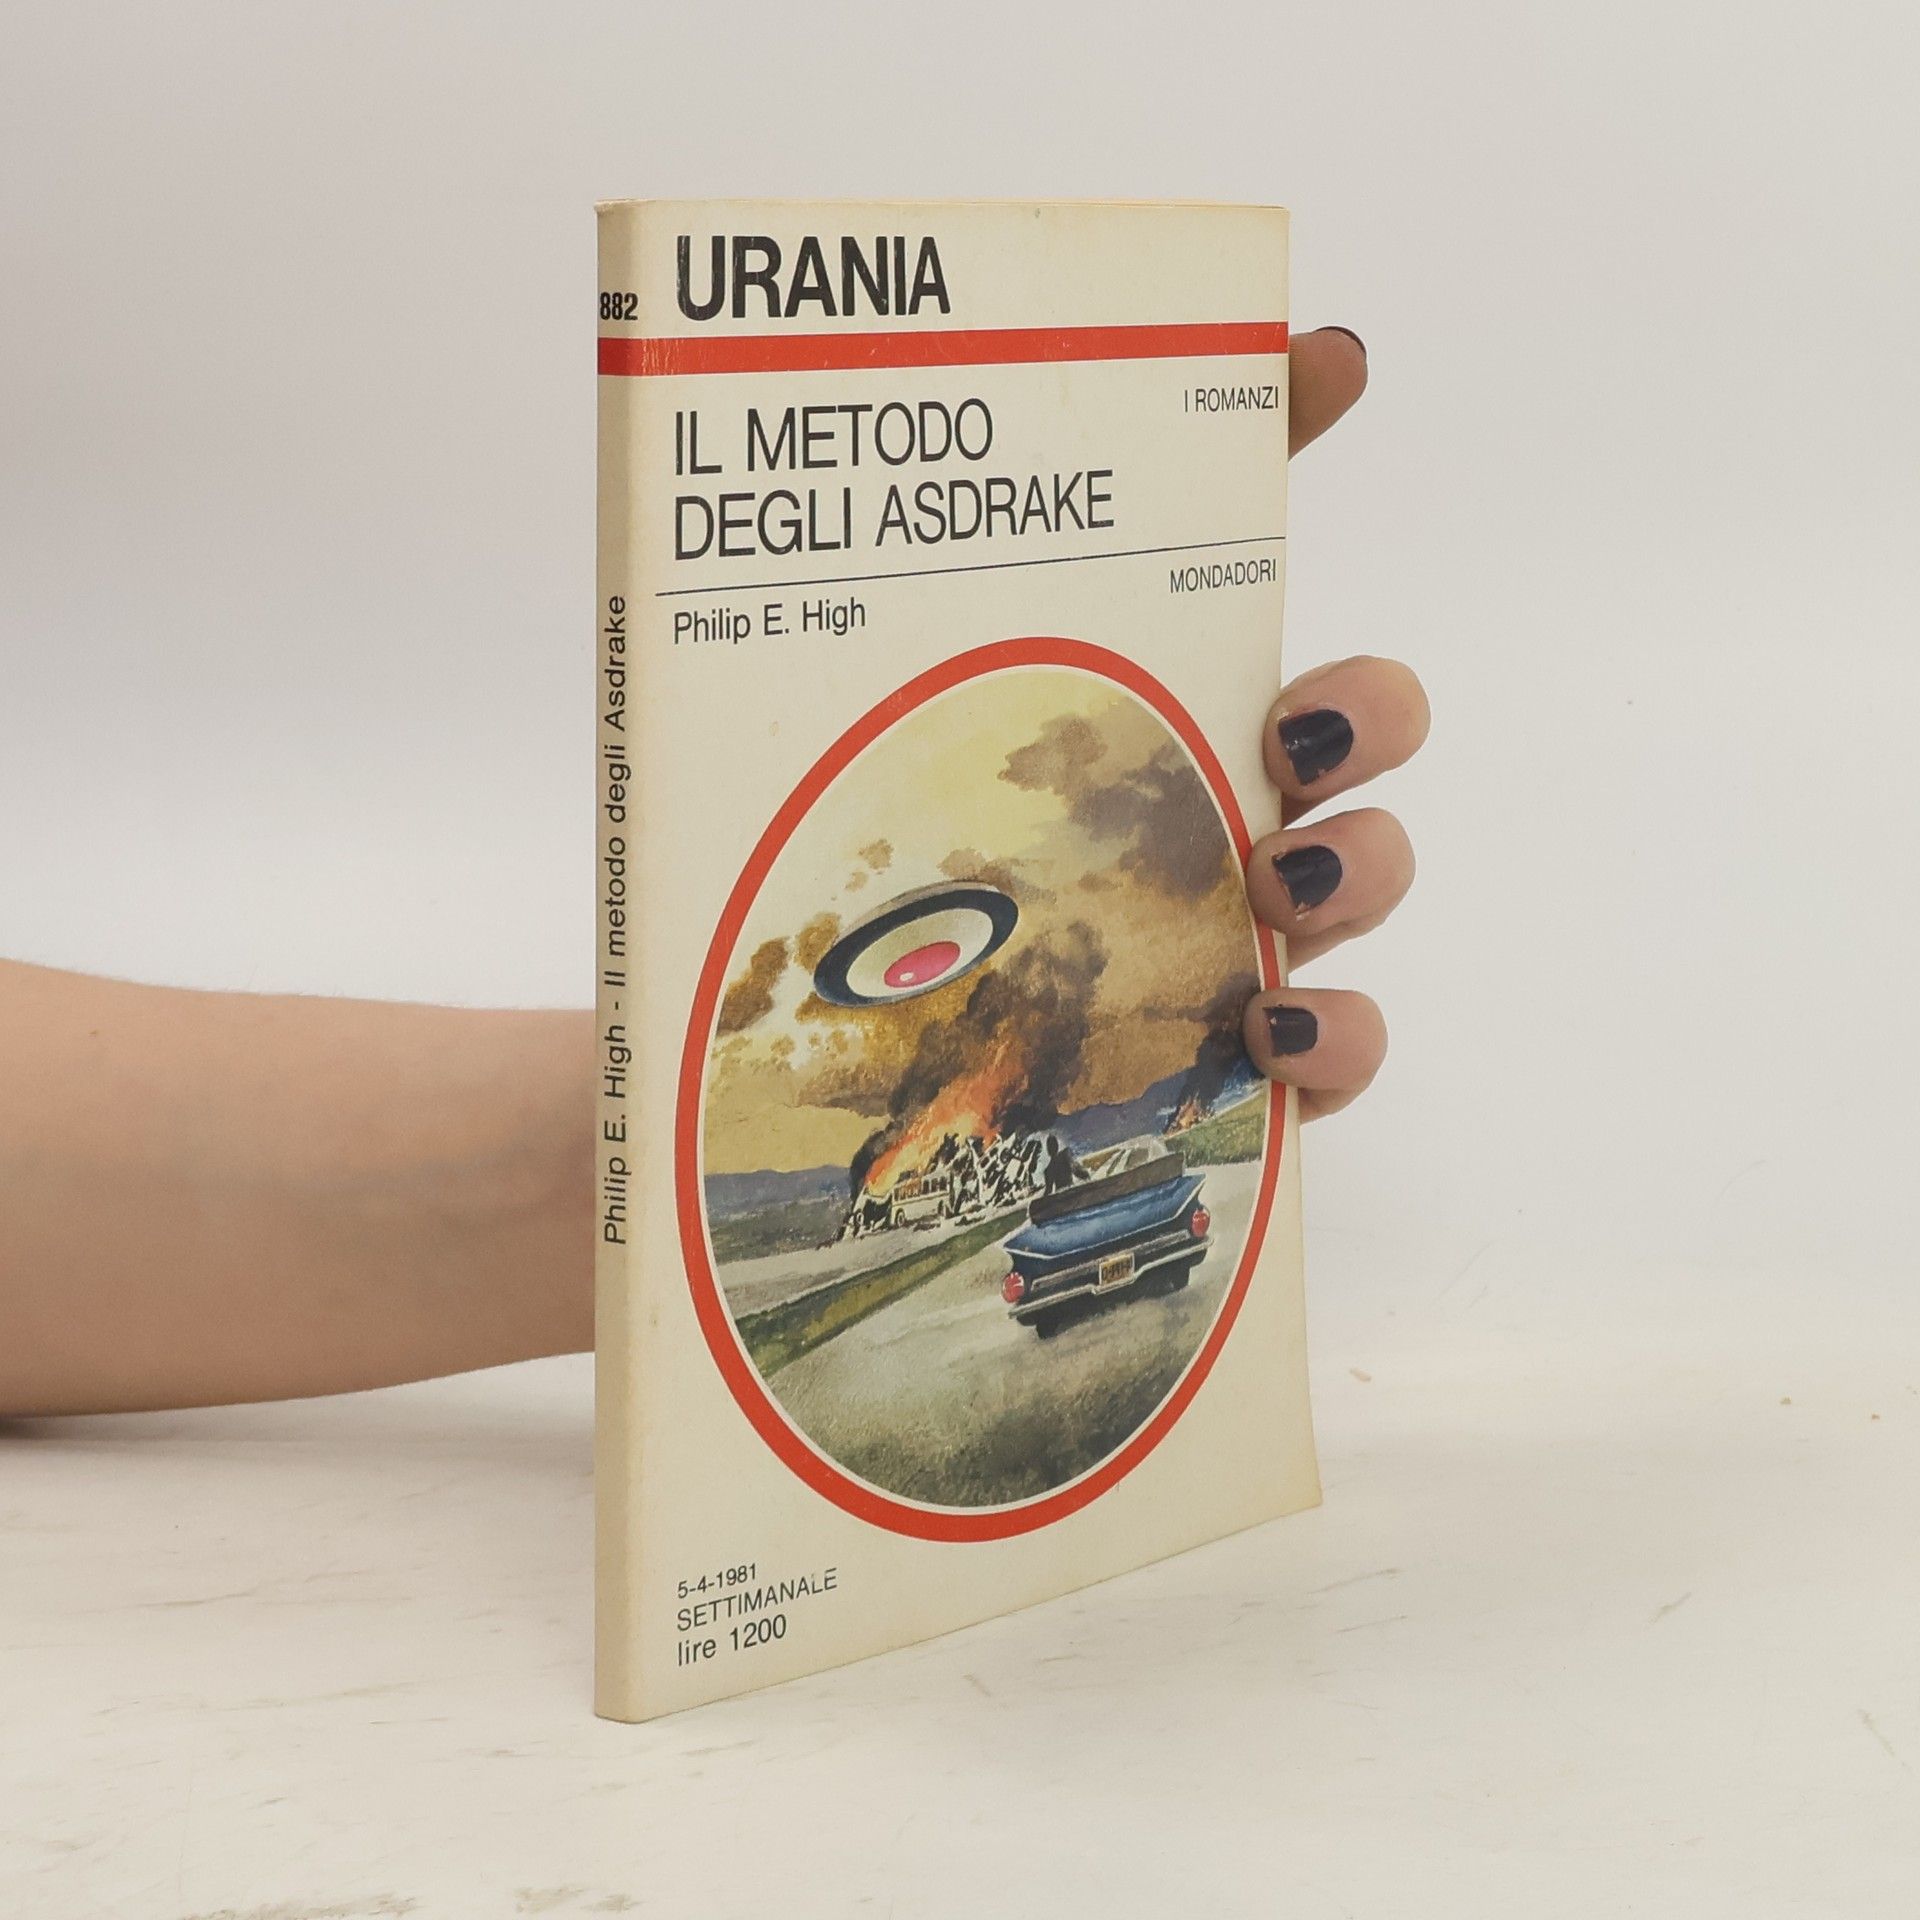 URANIA
882
I ROMANZI
IL METODO
DEGLI ASDRAKE
MONDADORI
Philip E. High
Philip E. High - Il metodo degli Asdrake
5-4-1981
SETTIMANALE
lire 1200